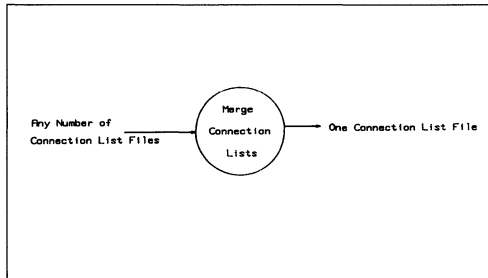 Any Number of
Connection List Files
Merge
Connection
Lists
One Connection List File